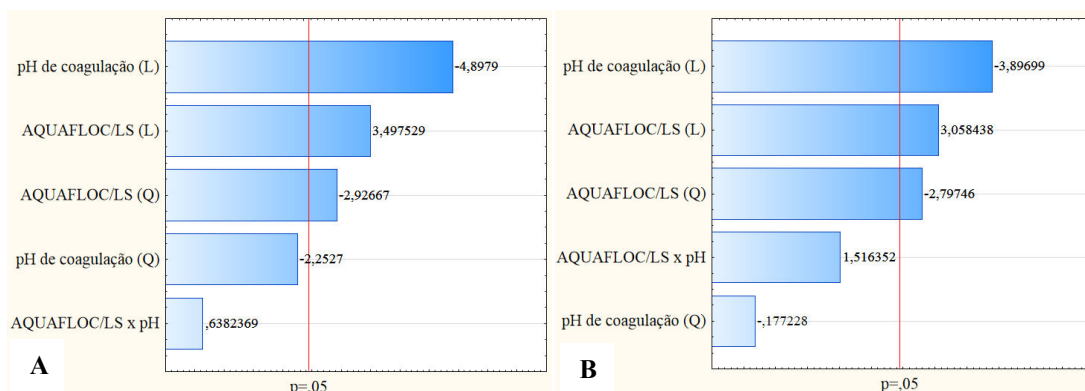 pH de coagulação (L)
-4,8979
AQUAFLOC/LS (L)
3,497529
AQUAFLOC/LS (Q)
-2,92667
pH de coagulação (Q)
-2,2527
AQUAFLOC/LS x pH
,6382369
A
p=,05
pH de coagulação (L)
-3,89699
AQUAFLOC/LS (L)
3,058438
AQUAFLOC/LS (Q)
-2,79746
AQUAFLOC/LS x pH
1,516352
pH de coagulação (Q)
-,177228
B
p=,05